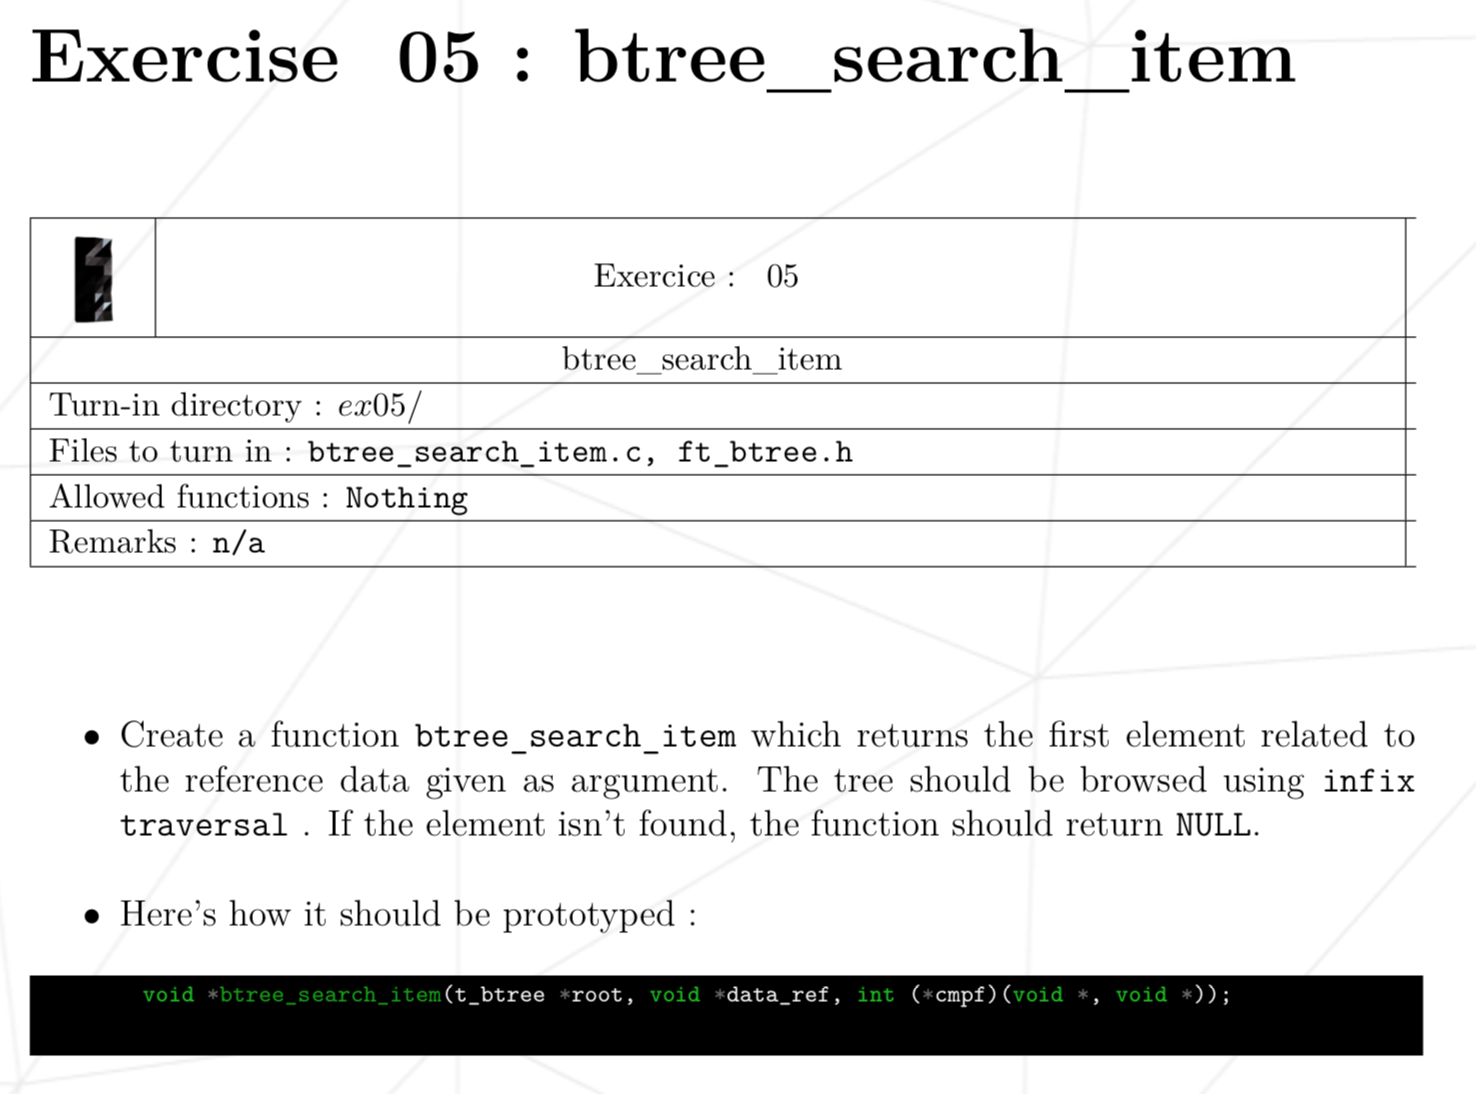 Exercise 05 : btree_search_item
Exercice : 05
btree_search_item
Turn-in directory : ex05/
Files to turn in : btree_search_item.c, ft_btree.h
Allowed functions : Nothing
Remarks : n/a
• Create a function btree_search_item which returns the first element related to
the reference data given as argument. The tree should be browsed using infix
traversal . If the element isn't found, the function should return NULL.
• Here's how it should be prototyped :
void *btree_search_item(t_btree *root, void *data_ref, int (*cmpf)(void *, void *));